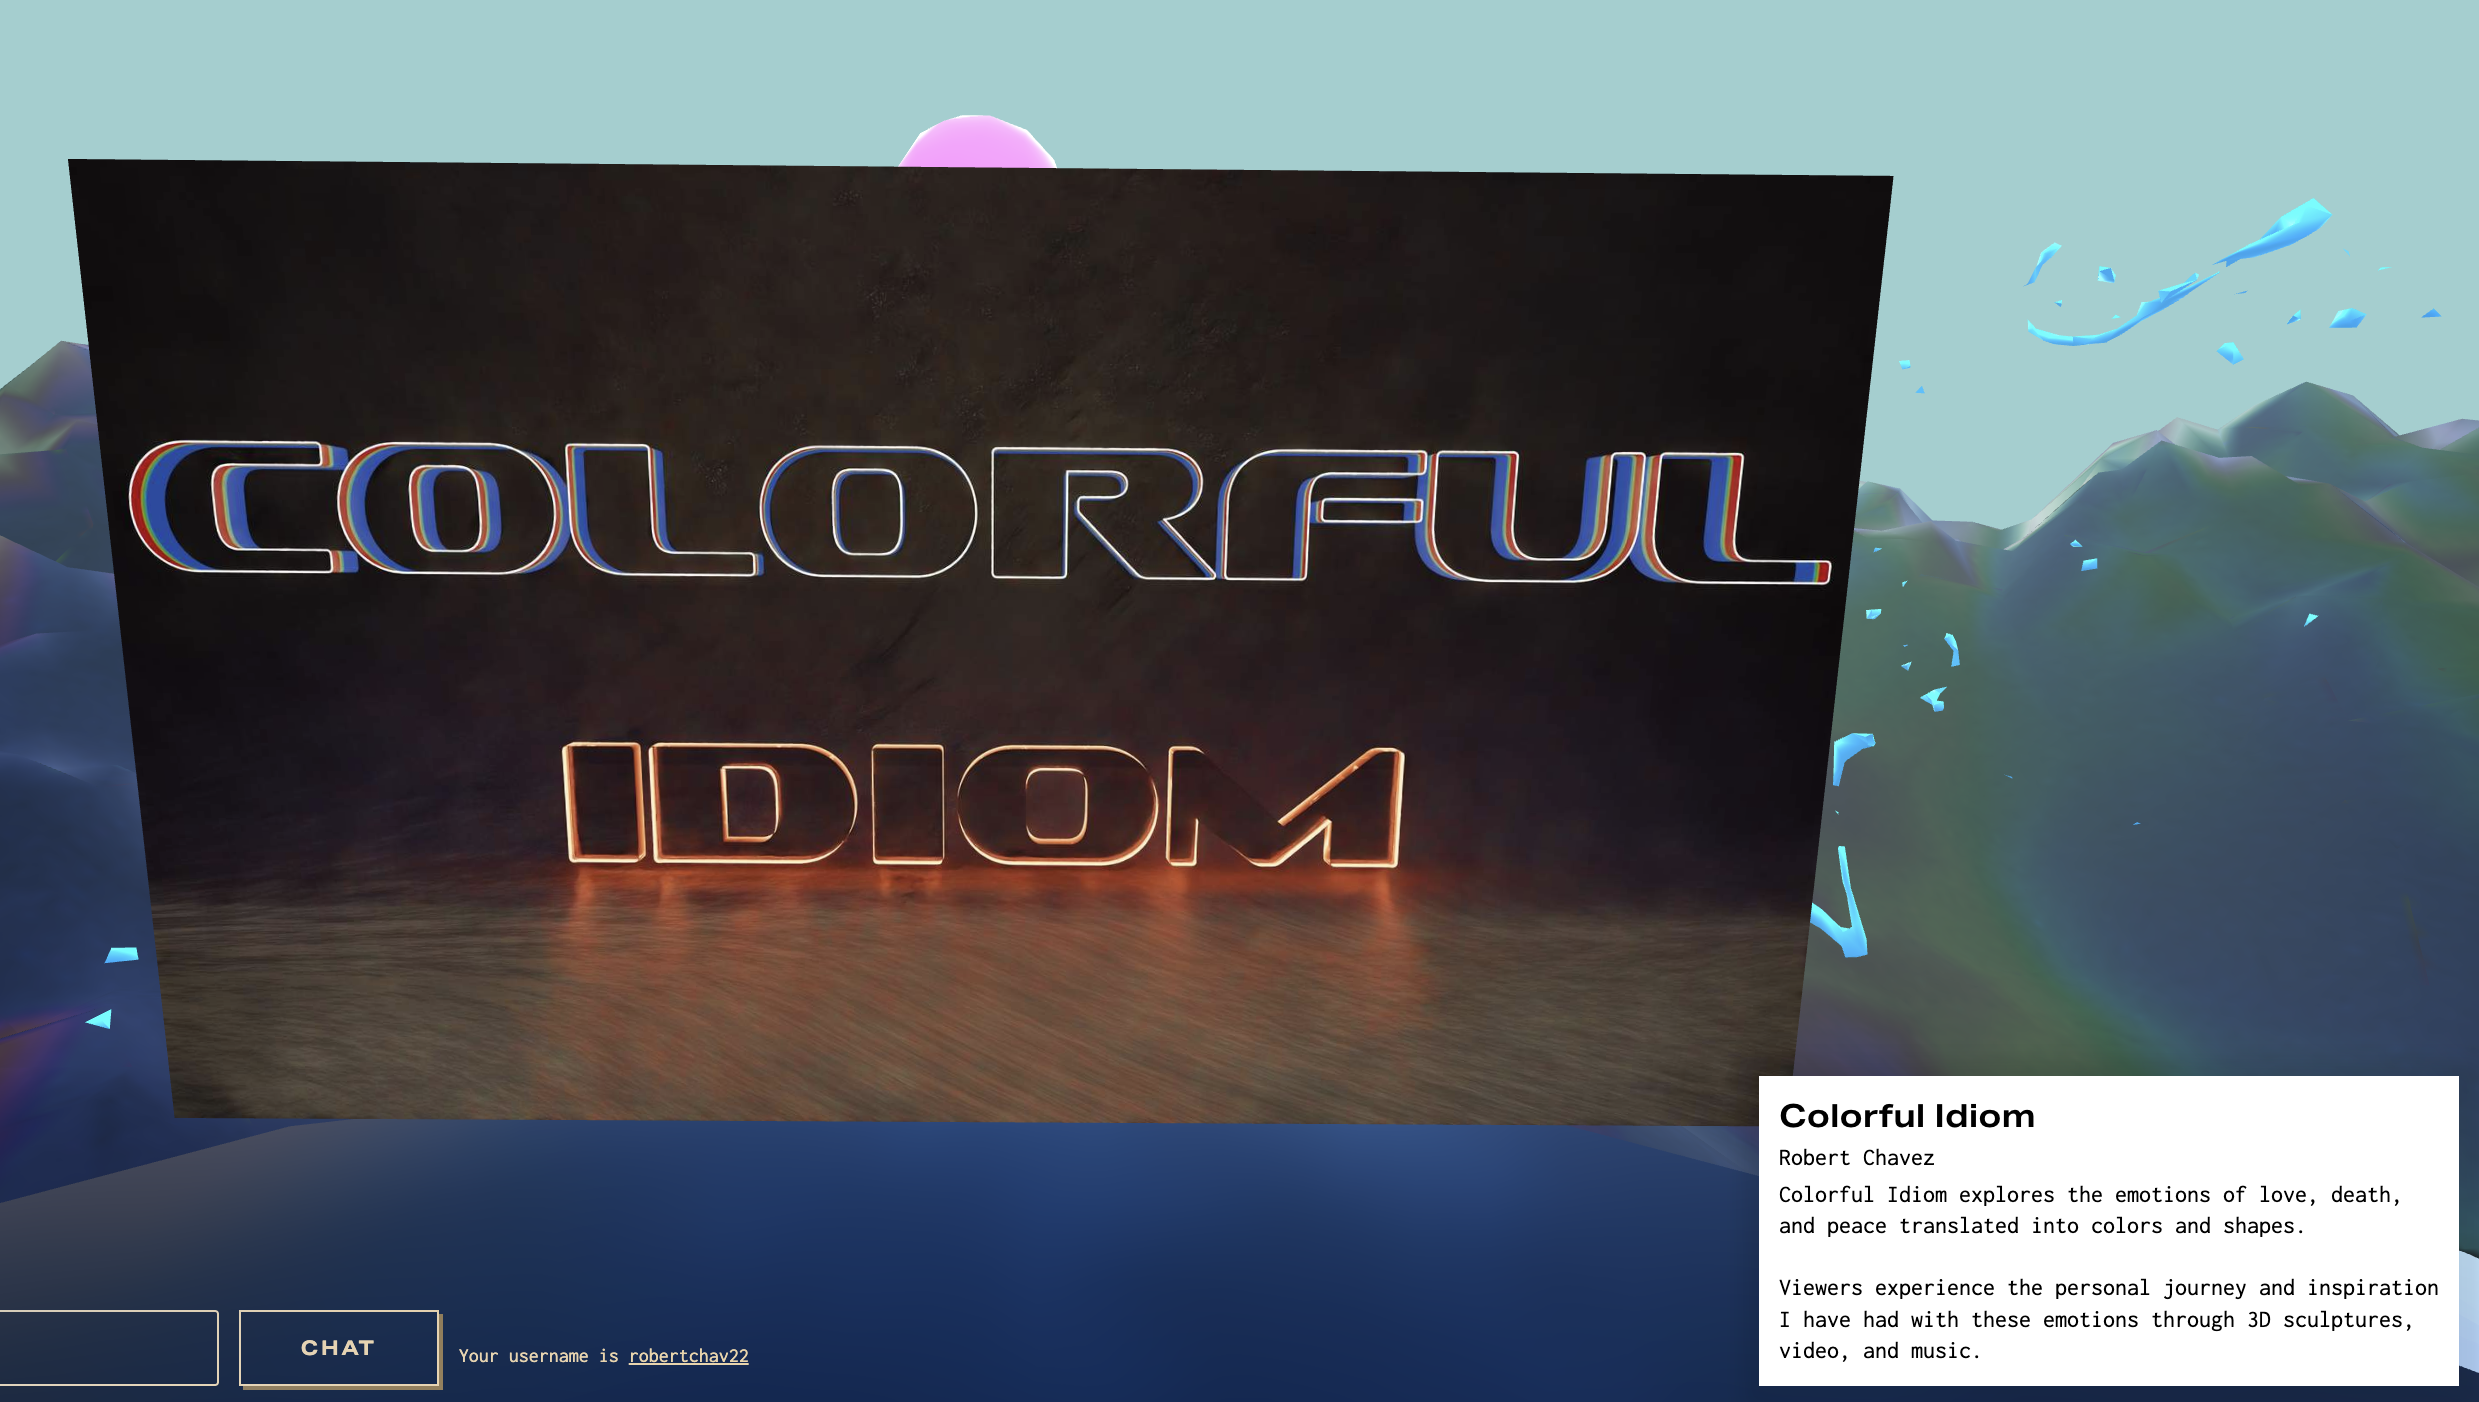 COLORFUL
IDIOM
Colorful Idiom
Robert Chavez
Colorful Idiom explores the emotions of love, death,
and peace translated into colors and shapes.
Viewers experience the personal journey and inspiration
I have had with these emotions through 3D sculptures,
video, and music.
CHAT
Your username is robertchav22